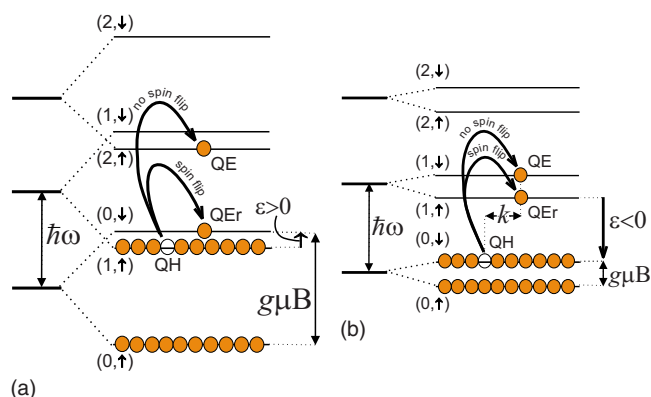 (2,↓)
no spin flip
(1,↓)
(2,↑)
QE
spin flip
ħω
(0,↓)
QEr
ε>0
(1,↑)
QH
gμB
(0,↑)
(a)
(2,↓)
(2,↑)
no spin flip
spin flip
(1,↓)
QE
ħω
(1,↑)
k
QEr
ε<0
(0,↓)
QH
gμB
(0,↑)
(b)